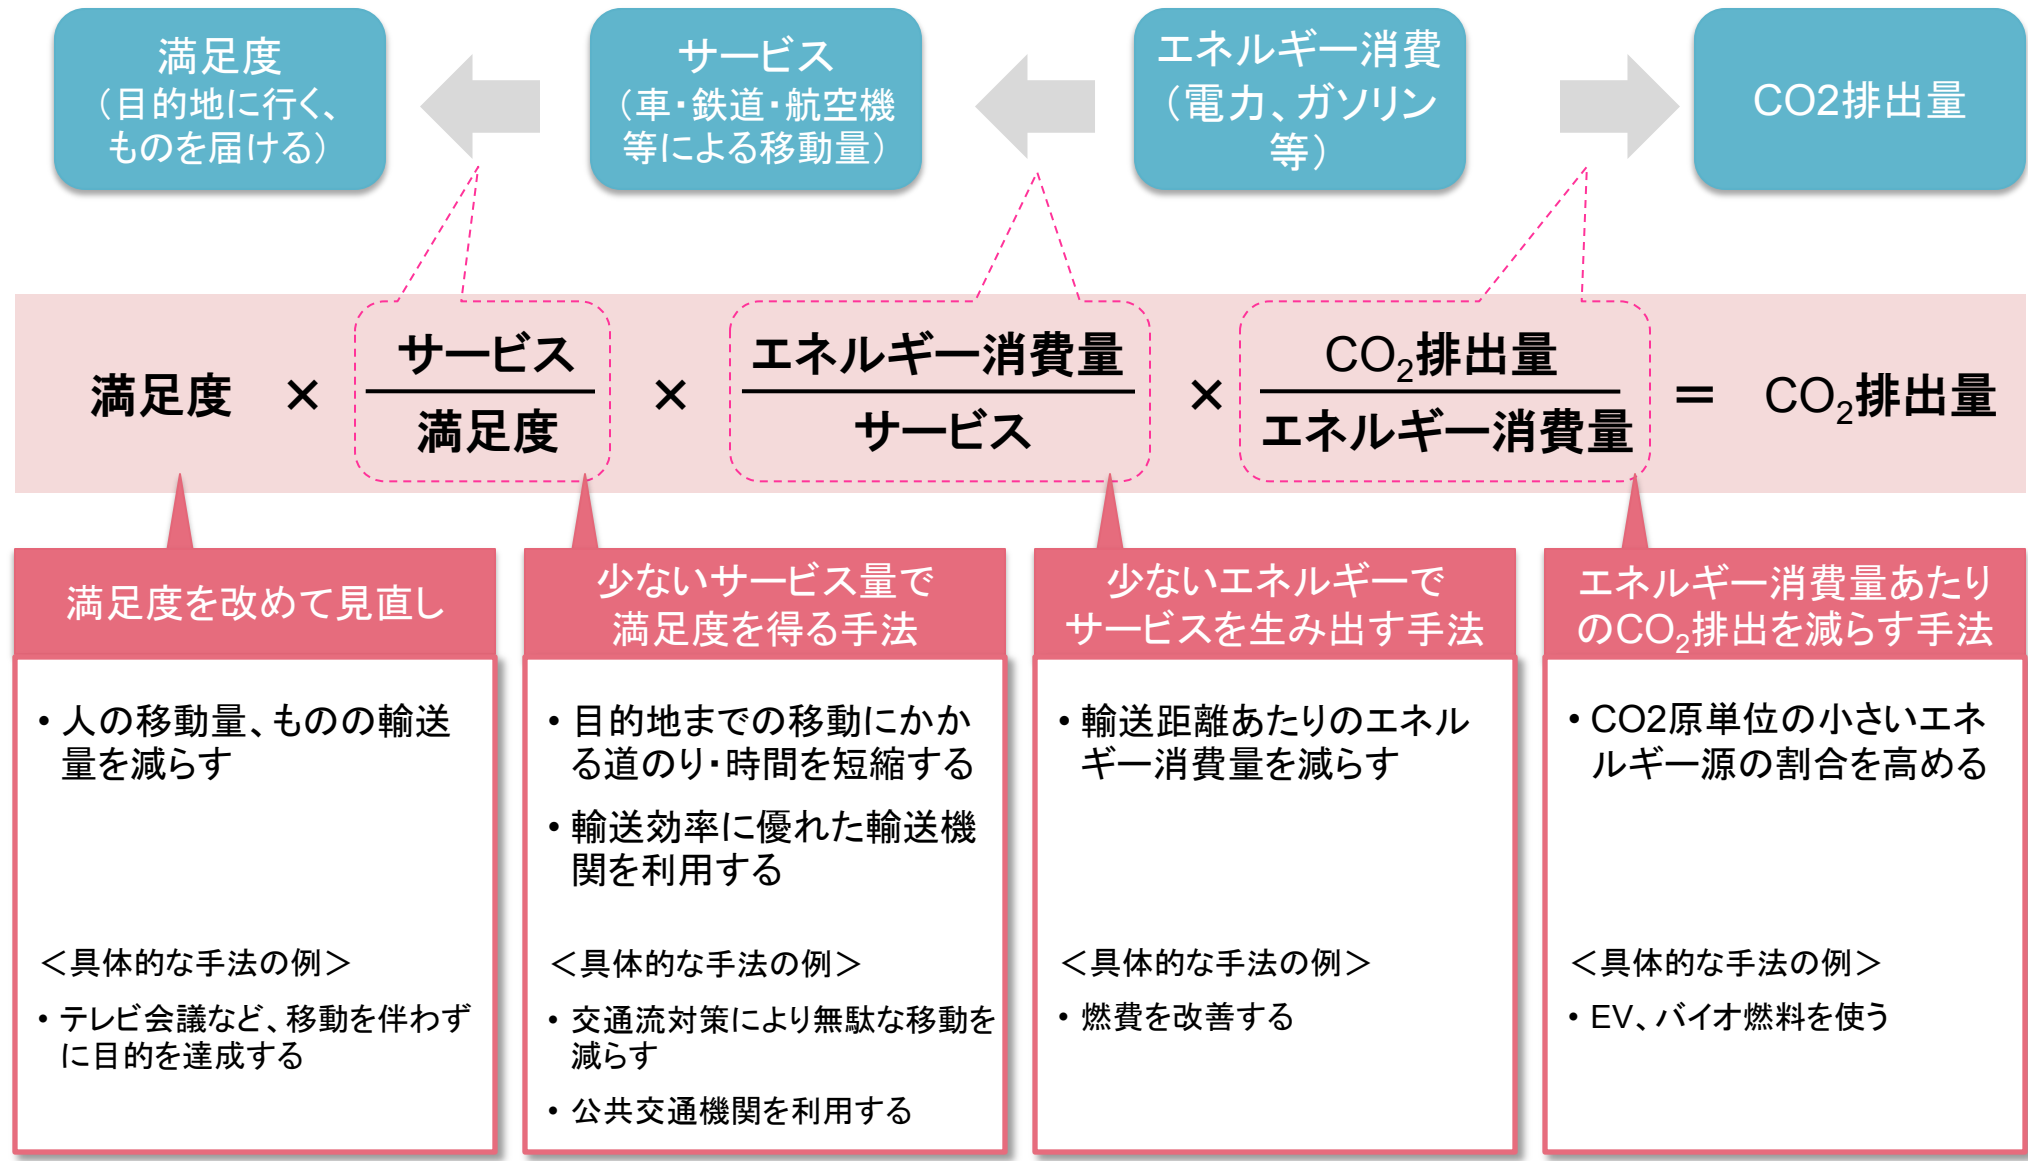 満足度
（目的地に行く、
ものを届ける）
サービス
（車・鉄道・航空機
等による移動量）
エネルギー消費
（電力、ガソリン
等）
CO2排出量
満足度 × サービス / 満足度 × エネルギー消費量 / サービス × CO₂排出量 / エネルギー消費量 ＝ CO₂排出量
満足度を改めて見直し
・人の移動量、ものの輸送
量を減らす
＜具体的な手法の例＞
・テレビ会議など、移動を伴わず
に目的を達成する
少ないサービス量で
満足度を得る手法
・目的地までの移動にかか
る道のり・時間を短縮する
・輸送効率に優れた輸送機
関を利用する
＜具体的な手法の例＞
・交通流対策により無駄な移動を
減らす
・公共交通機関を利用する
少ないエネルギーで
サービスを生み出す手法
・輸送距離あたりのエネル
ギー消費量を減らす
＜具体的な手法の例＞
・燃費を改善する
エネルギー消費量あたり
のCO₂排出を減らす手法
・CO2原単位の小さいエネ
ルギー源の割合を高める
＜具体的な手法の例＞
・EV、バイオ燃料を使う